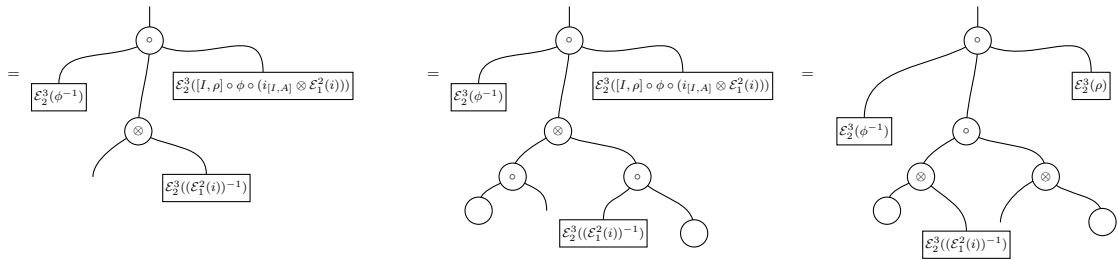 ∘
= ℰ₂³(ϕ⁻¹) ℰ₂³([I, ρ] ∘ ϕ ∘ (i_[I,A] ⊗ ℰ₁²(i)))
⊗
ℰ₂³((ℰ₁²(i))⁻¹)
∘
= ℰ₂³(ϕ⁻¹) ℰ₂³([I, ρ] ∘ ϕ ∘ (i_[I,A] ⊗ ℰ₁²(i)))
⊗
∘ ∘
ℰ₂³((ℰ₁²(i))⁻¹)
∘
= ℰ₂³(ρ)
ℰ₂³(ϕ⁻¹) ∘
⊗ ⊗
ℰ₂³((ℰ₁²(i))⁻¹)